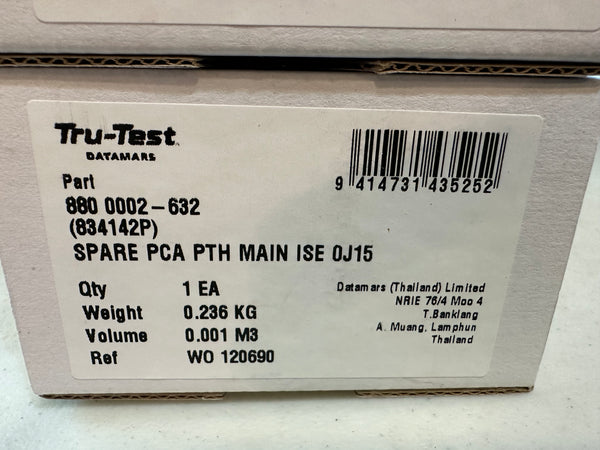 Tru-Test
DATAMARS
9 414731 435252
Part
880 0002-632
(834142P)
SPARE PCA PTH MAIN ISE 0J15
Qty 1 EA
Weight 0.236 KG
Volume 0.001 M3
Ref WO 120690
Datamars (Thailand) Limited
NRIE 76/4 Moo 4
T.Banklang
A. Muang, Lamphun
Thailand